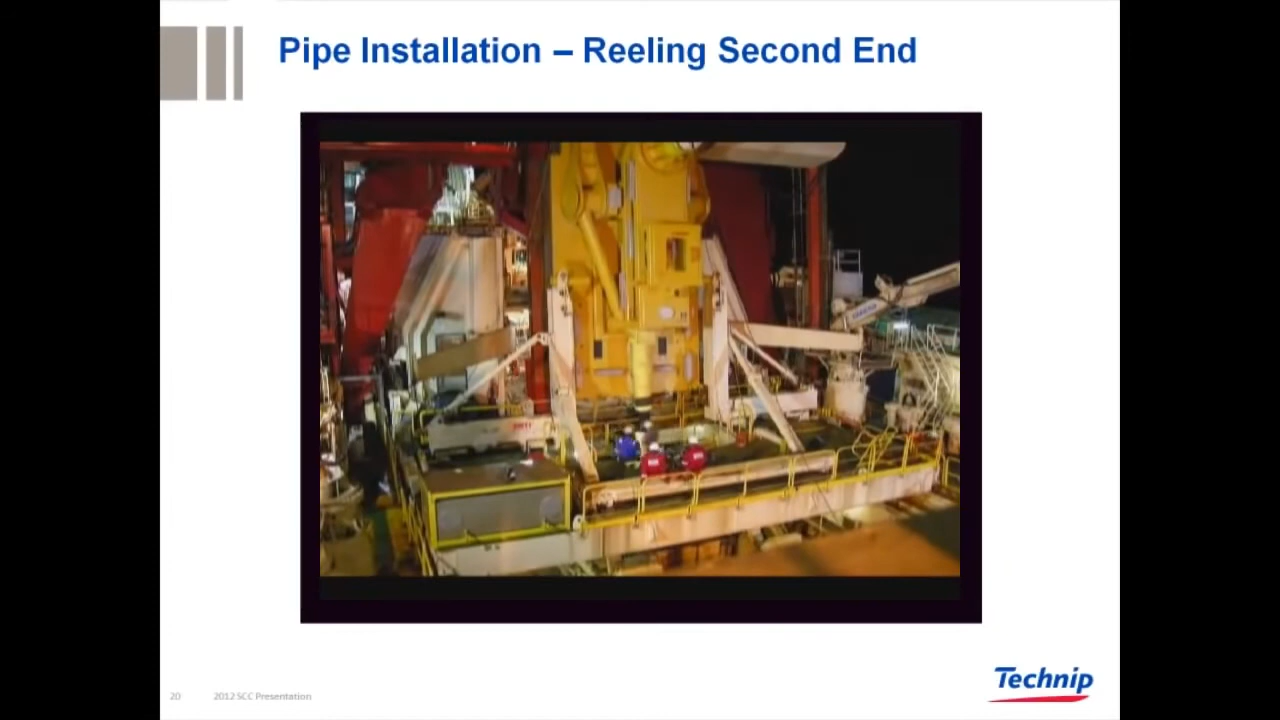 Pipe Installation – Reeling Second End
20
2012 SCC Presentation
Technip